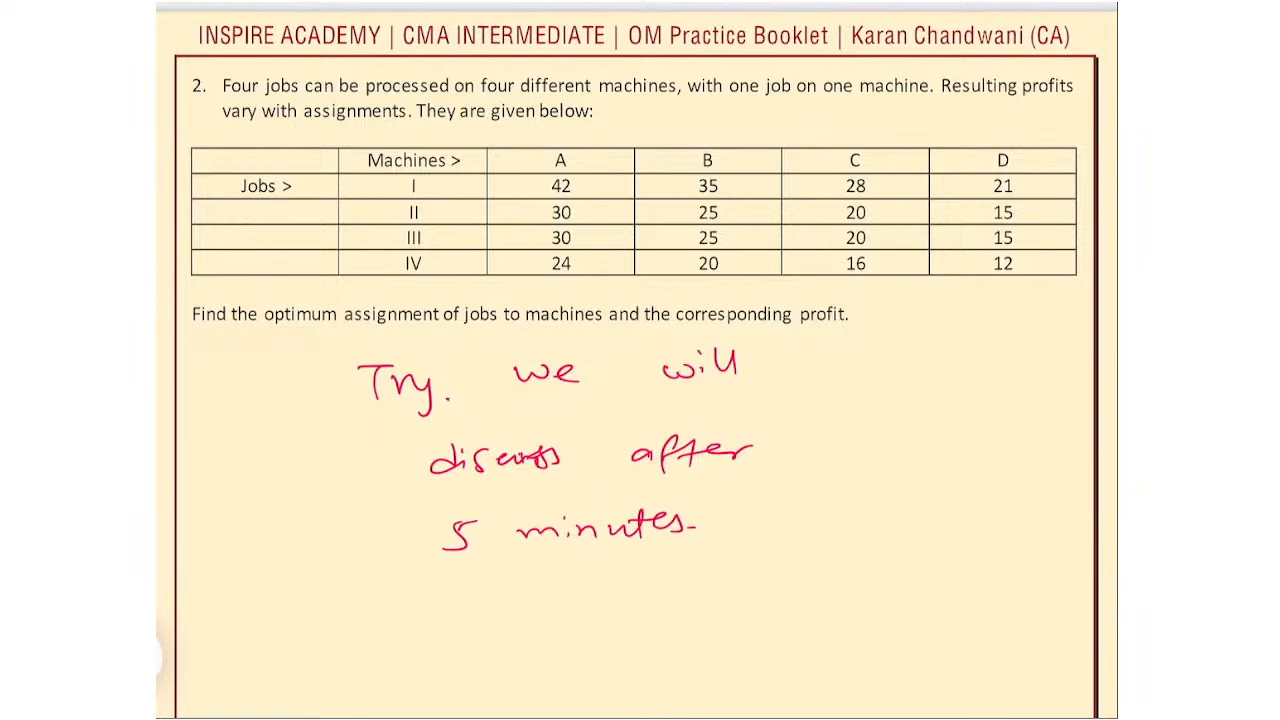 INSPIRE ACADEMY | CMA INTERMEDIATE | OM Practice Booklet | Karan Chandwani (CA)
2. Four jobs can be processed on four different machines, with one job on one machine. Resulting profits
vary with assignments. They are given below:
Machines > A B C D
Jobs > I 42 35 28 21
II 30 25 20 15
III 30 25 20 15
IV 24 20 16 12
Find the optimum assignment of jobs to machines and the corresponding profit.
Try. we will
discuss after
5 minutes.